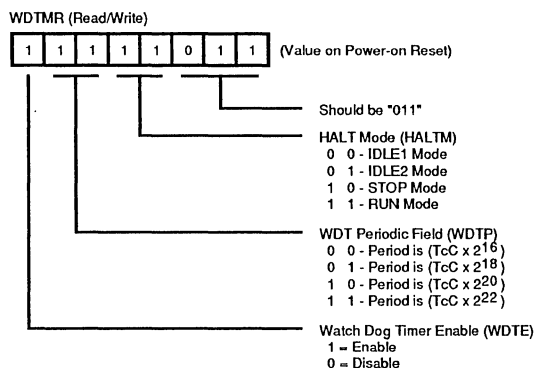 WDTMR (Read/Write)
1 1 1 1 1 0 1 1 (Value on Power-on Reset)
Should be "011"
HALT Mode (HALTM)
0 0 - IDLE1 Mode
0 1 - IDLE2 Mode
1 0 - STOP Mode
1 1 - RUN Mode
WDT Periodic Field (WDTP)
0 0 - Period is (TcC x 2^16)
0 1 - Period is (TcC x 2^18)
1 0 - Period is (TcC x 2^20)
1 1 - Period is (TcC x 2^22)
Watch Dog Timer Enable (WDTE)
1 = Enable
0 = Disable